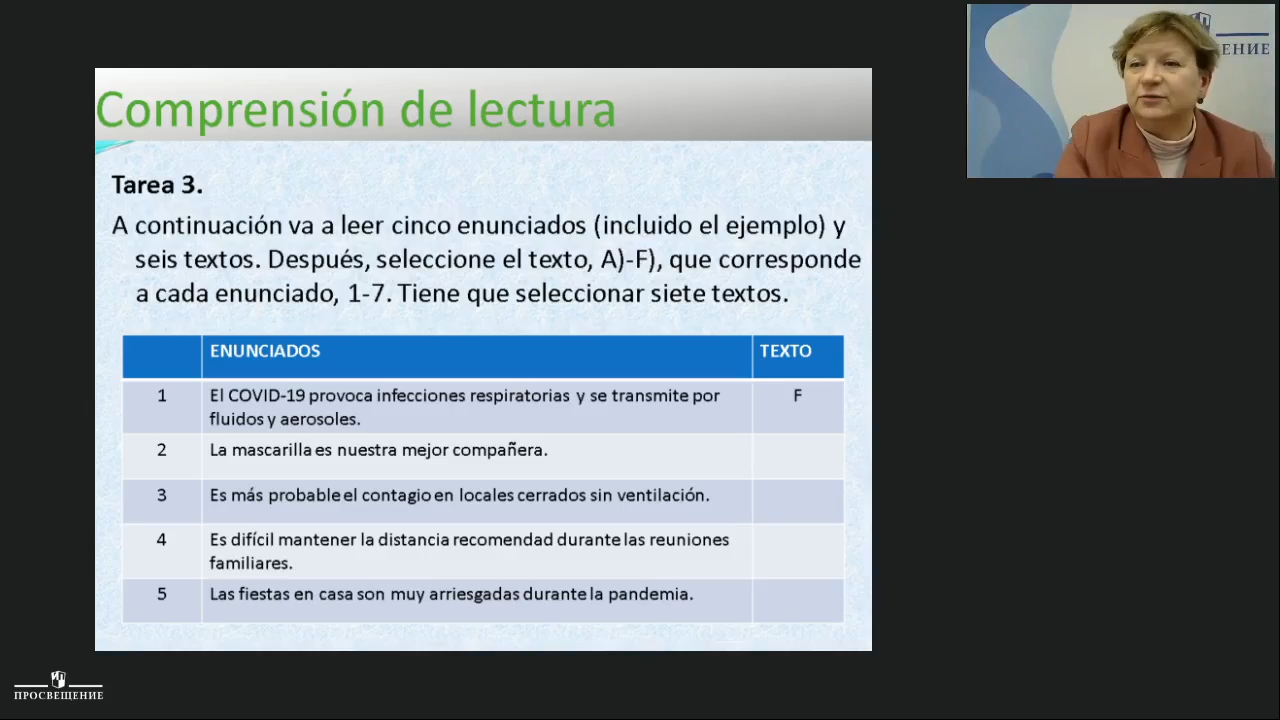 Comprensión de lectura
Tarea 3.
A continuación va a leer cinco enunciados (incluido el ejemplo) y
seis textos. Después, seleccione el texto, A)-F), que corresponde
a cada enunciado, 1-7. Tiene que seleccionar siete textos.
ENUNCIADOS TEXTO
1 El COVID-19 provoca infecciones respiratorias y se transmite por F
fluidos y aerosoles.
2 La mascarilla es nuestra mejor compañera.
3 Es más probable el contagio en locales cerrados sin ventilación.
4 Es difícil mantener la distancia recomendad durante las reuniones
familiares.
5 Las fiestas en casa son muy arriesgadas durante la pandemia.
ЕНИЕ
ПРОСВЕЩЕНИЕ